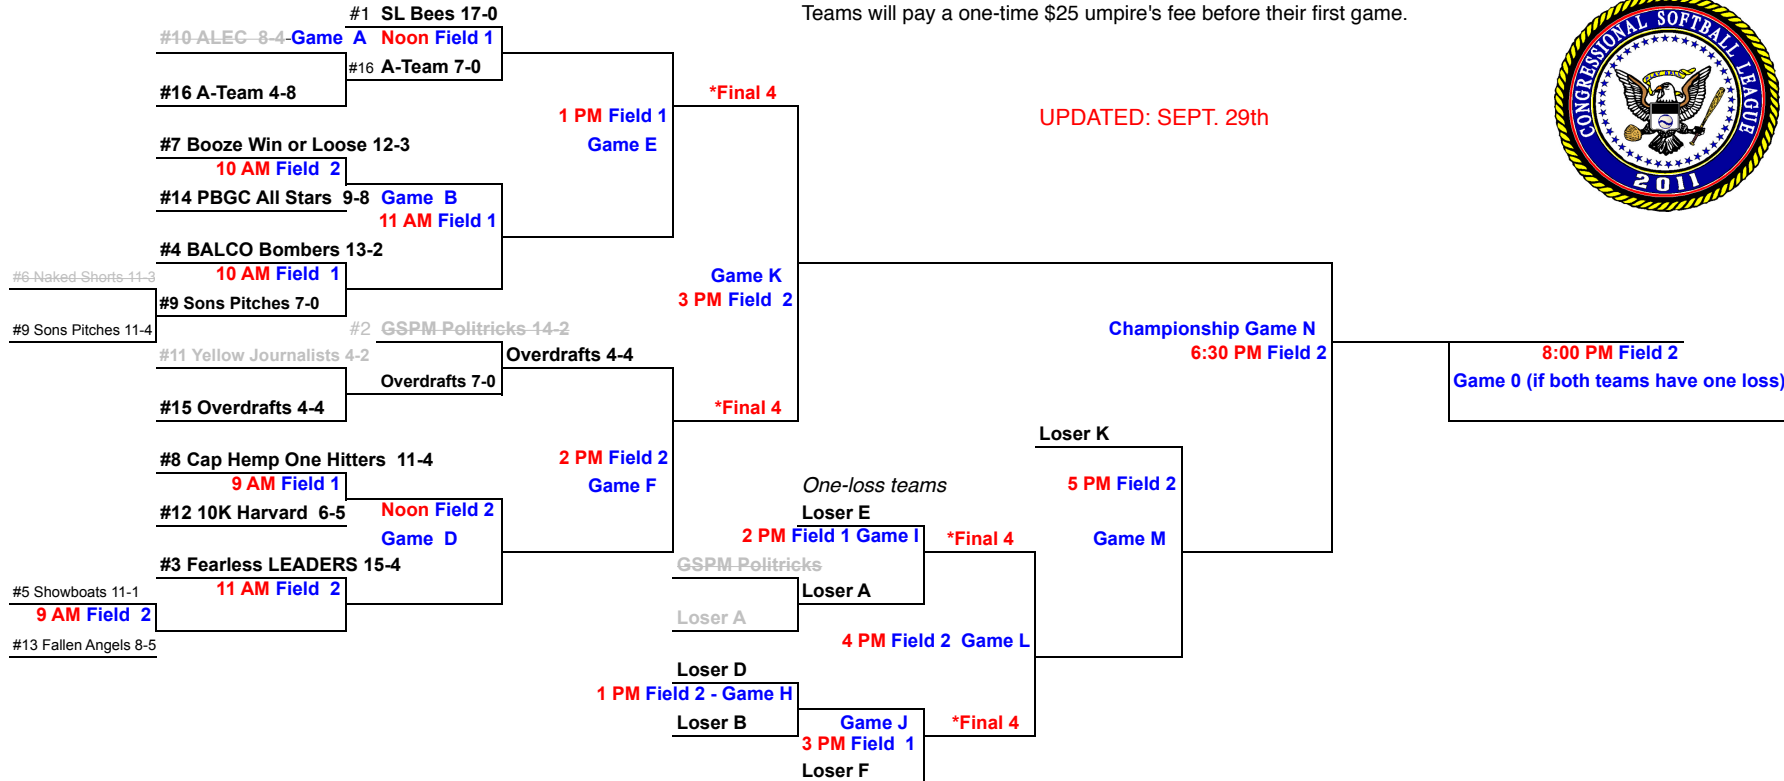 #1 SL Bees 17-0
Teams will pay a one-time $25 umpire's fee before their first game.
#10 ALEC 8-4 Game A Noon Field 1
#16 A-Team 7-0
#16 A-Team 4-8
*Final 4
1 PM Field 1
Game E
UPDATED: SEPT. 29th
CONGRESSIONAL SOFTBALL LEAGUE
PLAY BALL
2011
#7 Booze Win or Loose 12-3
10 AM Field 2
#14 PBGC All Stars 9-8 Game B
11 AM Field 1
#4 BALCO Bombers 13-2
10 AM Field 1
#6 Naked Shorts 11-3
#9 Sons Pitches 7-0
#9 Sons Pitches 11-4
Game K
3 PM Field 2
#2 GSPM Politricks 14-2
#11 Yellow Journalists 4-2
Overdrafts 4-4
Overdrafts 7-0
#15 Overdrafts 4-4
*Final 4
Championship Game N
6:30 PM Field 2
8:00 PM Field 2
Game 0 (if both teams have one loss)
#8 Cap Hemp One Hitters 11-4
9 AM Field 1
#12 10K Harvard 6-5
Noon Field 2
Game D
2 PM Field 2
Game F
#3 Fearless LEADERS 15-4
11 AM Field 2
#5 Showboats 11-1
9 AM Field 2
#13 Fallen Angels 8-5
Loser K
5 PM Field 2
Game M
One-loss teams
Loser E
2 PM Field 1 Game I
*Final 4
GSPM Politricks
Loser A
Loser A
4 PM Field 2 Game L
Loser D
1 PM Field 2 - Game H
Loser B
Game J
*Final 4
3 PM Field 1
Loser F